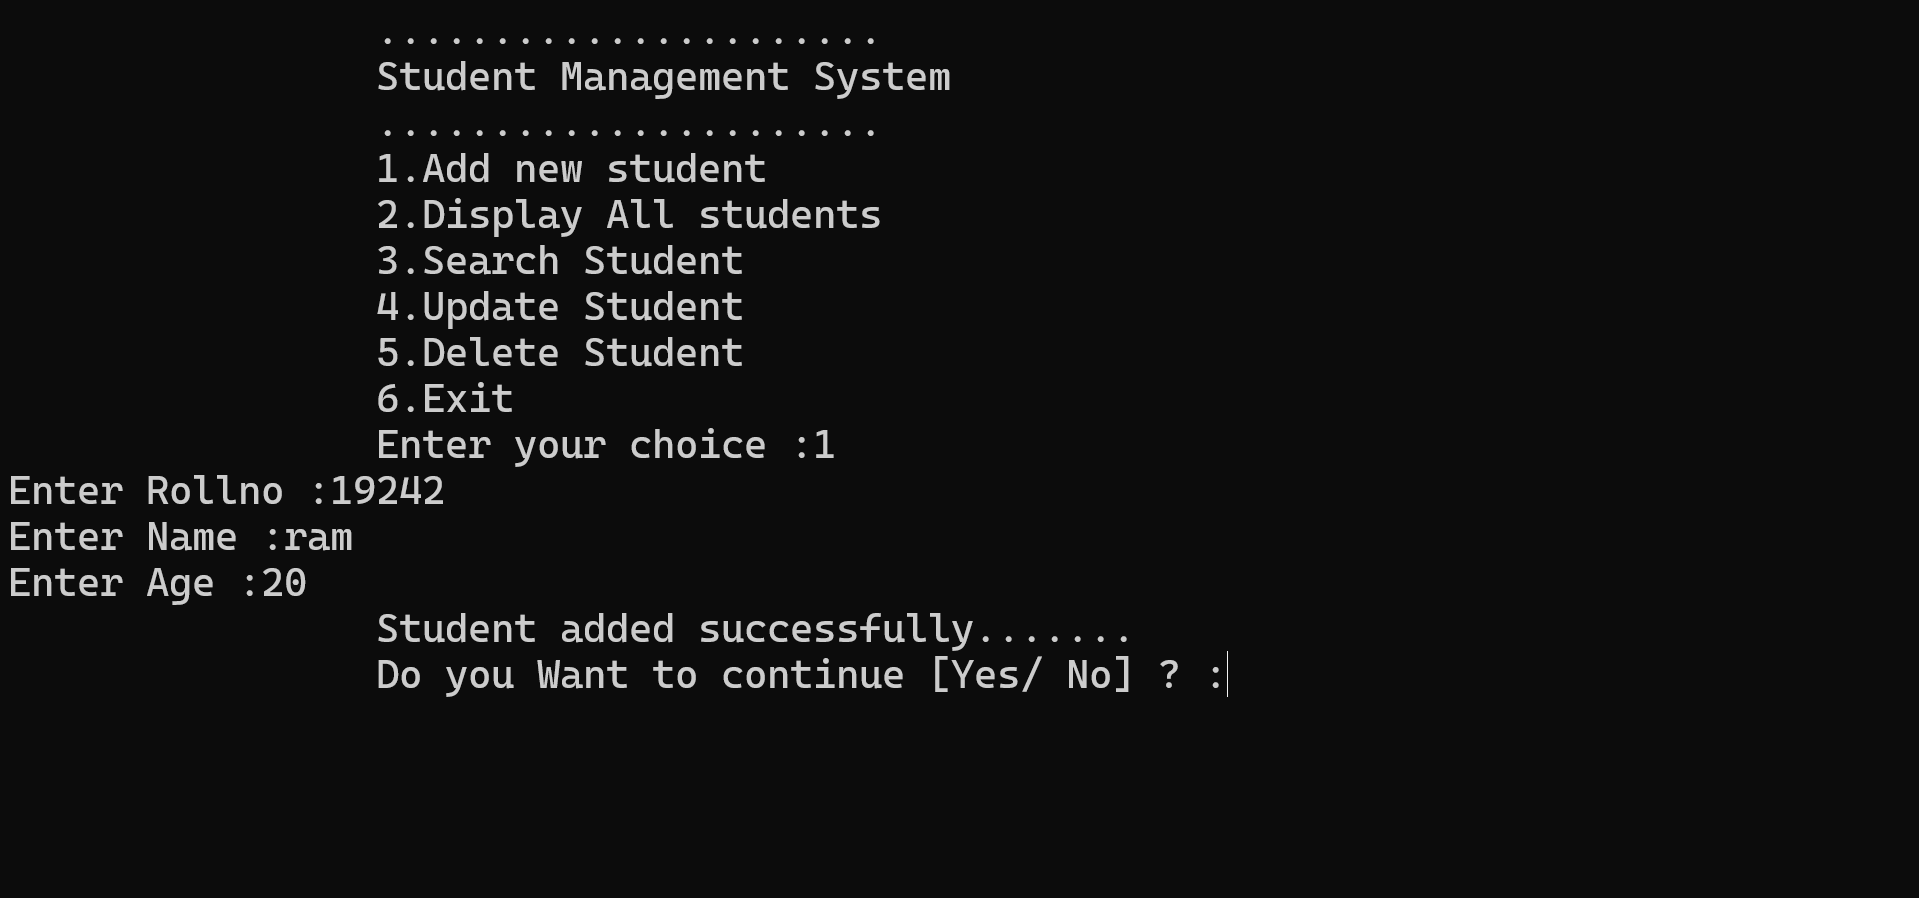 ......................
Student Management System
......................
1.Add new student
2.Display All students
3.Search Student
4.Update Student
5.Delete Student
6.Exit
Enter your choice :1
Enter Rollno :19242
Enter Name :ram
Enter Age :20
Student added successfully.......
Do you Want to continue [Yes/ No] ? :